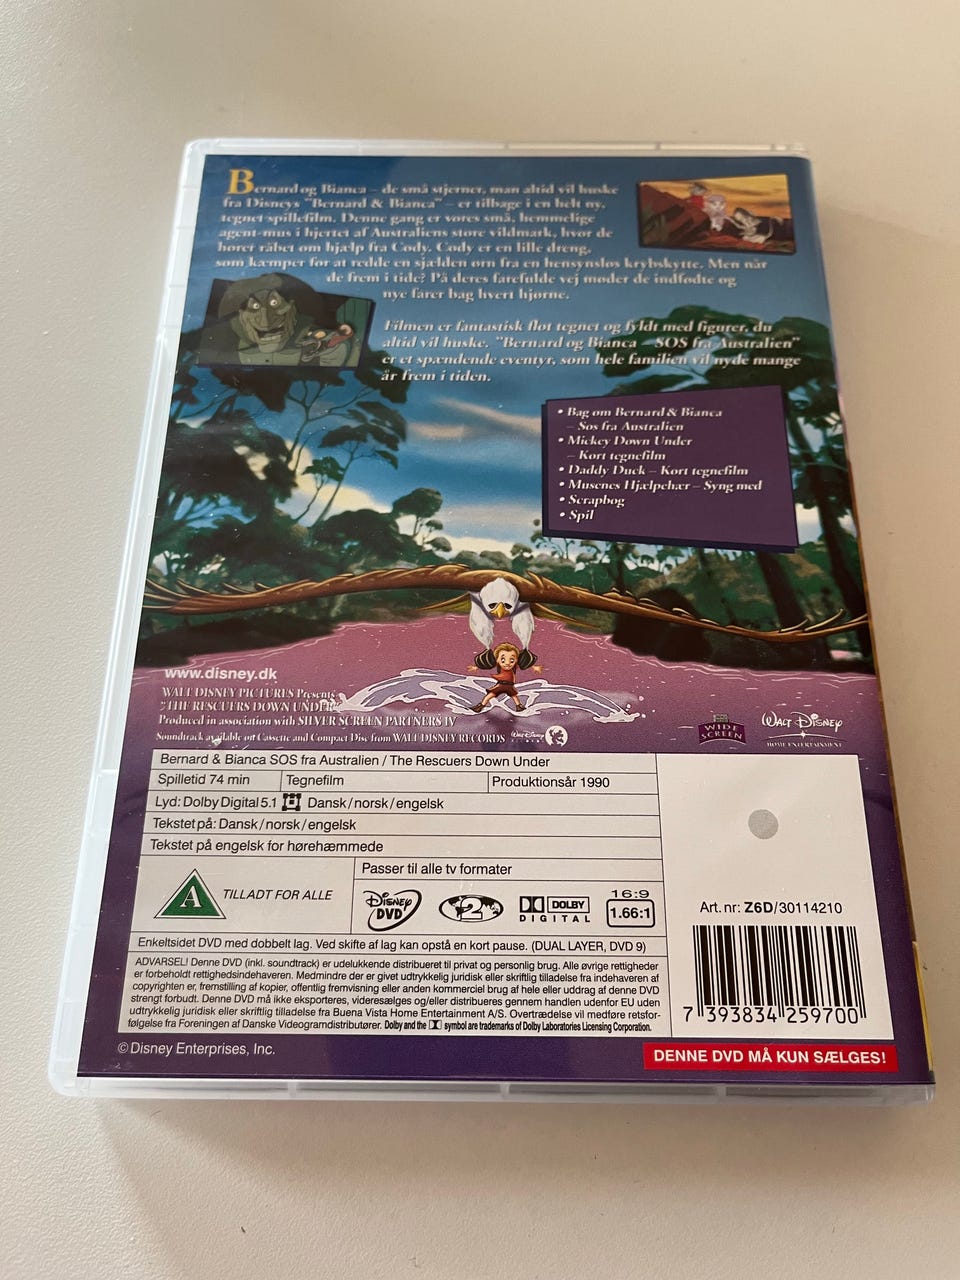 Bernard og Bianca – de små stjerner, man altid vil huske
fra Disneys "Bernard & Bianca" – er tilbage i en helt ny,
tegnet spillefilm. Denne gang er vores små, hemmelige
agent-mus i hjertet af Australiens store vildmark, hvor de
hører råbet om hjælp fra Cody. Cody er en lille dreng,
som kæmper for at redde en sjælden ørn fra en hensynsløs krybskytte. Men når
de frem i tide? På deres farefulde vej møder de indfødte og
nye farer bag hvert hjørne.
Filmen er fantastisk flot tegnet og fyldt med figurer, du
altid vil huske. "Bernard og Bianca – SOS fra Australien"
er et spændende eventyr, som hele familien vil nyde mange
år frem i tiden.
• Bag om Bernard & Bianca
– Sos fra Australien
• Mickey Down Under
– Kort tegnefilm
• Daddy Duck – Kort tegnefilm
• Musenes Hjælpehær – Syng med
• Scrapbog
• Spil
www.disney.dk
WALT DISNEY PICTURES Presents
"THE RESCUERS DOWN UNDER"
Produced in association with SILVER SCREEN PARTNERS IV
Soundtrack available on Cassette and Compact Disc from WALT DISNEY RECORDS
WIDE SCREEN
WALT DISNEY
HOME ENTERTAINMENT
Bernard & Bianca SOS fra Australien / The Rescuers Down Under
Spilletid 74 min Tegnefilm Produktionsår 1990
Lyd: Dolby Digital 5.1 Dansk/norsk/engelsk
Tekstet på: Dansk/norsk/engelsk
Tekstet på engelsk for hørehæmmede
Passer til alle tv formater
A TILLADT FOR ALLE
DISNEY DVD
2
DOLBY DIGITAL
16:9
1.66:1
Art. nr: Z6D/30114210
Enkeltsidet DVD med dobbelt lag. Ved skifte af lag kan opstå en kort pause. (DUAL LAYER, DVD 9)
ADVARSEL! Denne DVD (inkl. soundtrack) er udelukkende distribueret til privat og personlig brug. Alle øvrige rettigheder
er forbeholdt rettighedsindehaveren. Medmindre der er givet udtrykkelig juridisk eller skriftlig tilladelse fra indehaveren af
copyrighten er, fremstilling af kopier, offentlig fremvisning eller anden kommerciel brug af hele eller uddrag af denne DVD
strengt forbudt. Denne DVD må ikke eksporteres, videresælges og/eller distribueres gennem handlen udenfor EU uden
udtrykkelig juridisk eller skriftlig tilladelse fra Buena Vista Home Entertainment A/S. Overtrædelse vil medføre retsfor-
følgelse fra Foreningen af Danske Videogramdistributører. Dolby and the symbol are trademarks of Dolby Laboratories Licensing Corporation.
7 393834 259700
© Disney Enterprises, Inc.
DENNE DVD MÅ KUN SÆLGES!